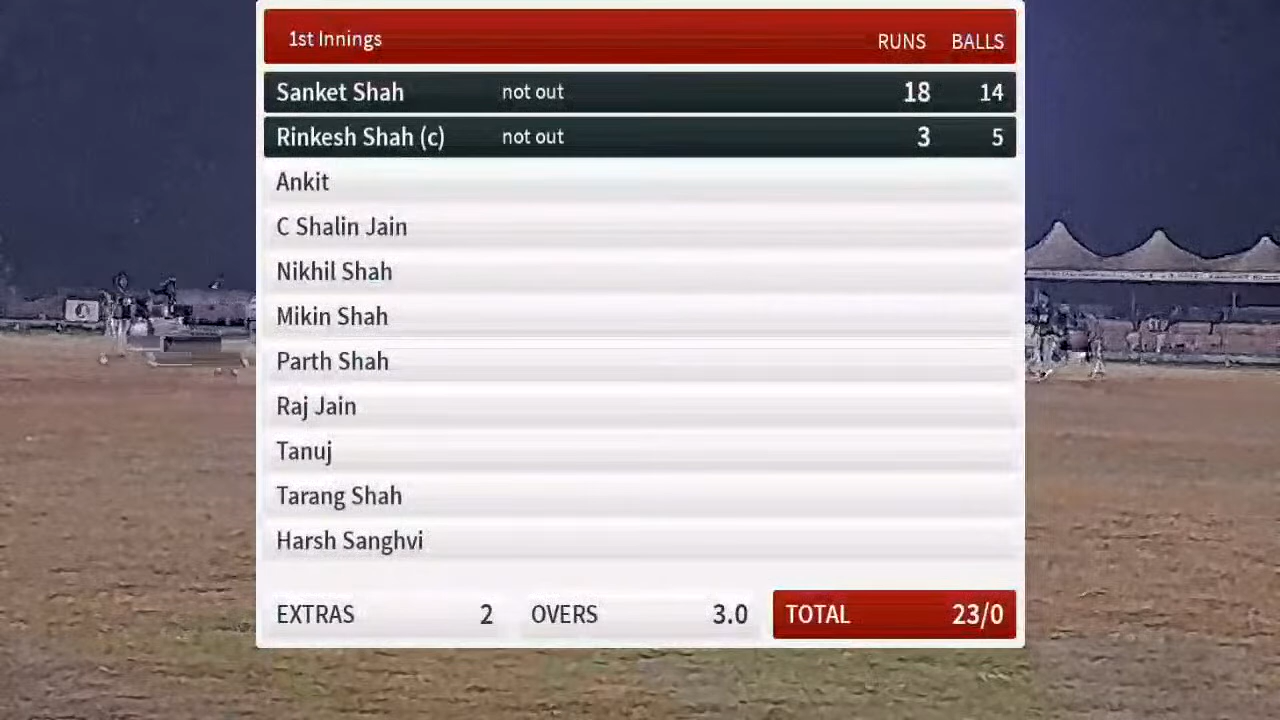 1st Innings RUNS BALLS
Sanket Shah not out 18 14
Rinkesh Shah (c) not out 3 5
Ankit
C Shalin Jain
Nikhil Shah
Mikin Shah
Parth Shah
Raj Jain
Tanuj
Tarang Shah
Harsh Sanghvi
EXTRAS 2 OVERS 3.0 TOTAL 23/0